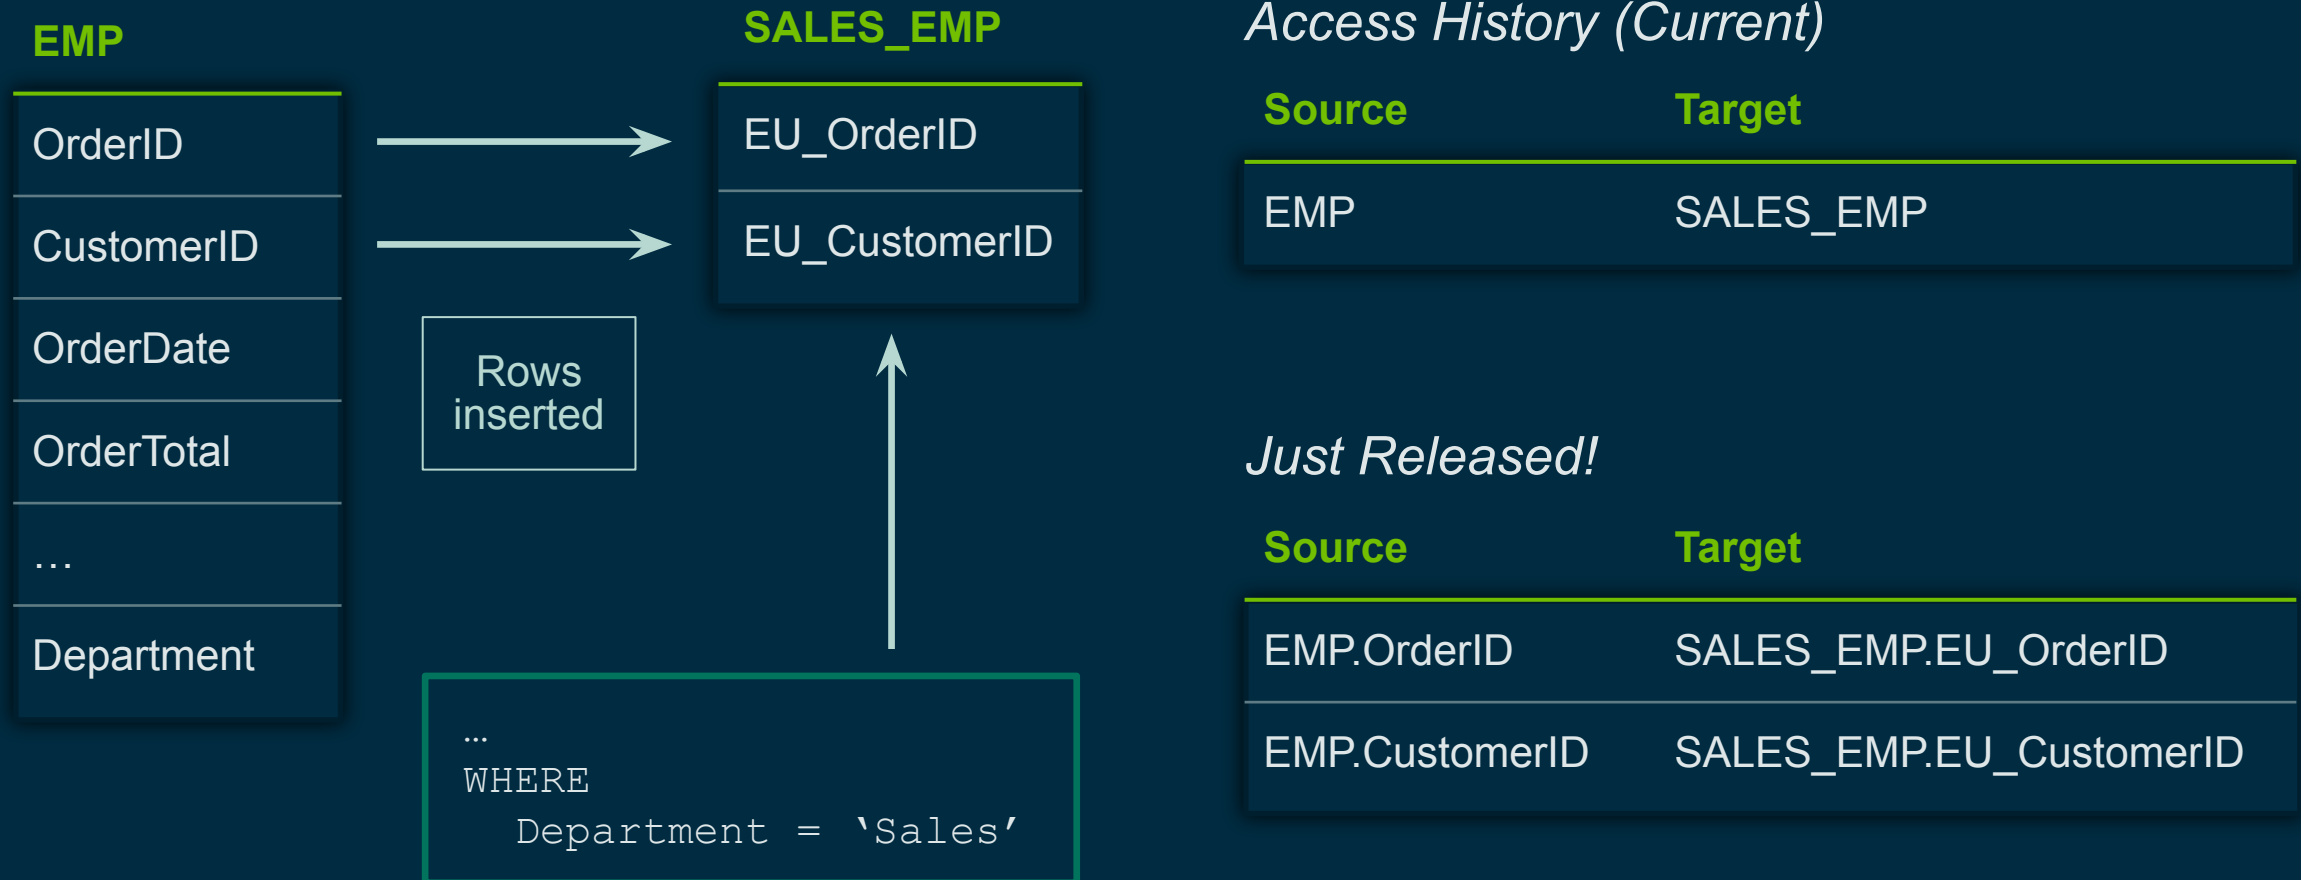 EMP
OrderID
CustomerID
OrderDate
OrderTotal
...
Department
Rows
inserted
SALES_EMP
EU_OrderID
EU_CustomerID
…
WHERE
Department = ‘Sales’
Access History (Current)
Source Target
EMP SALES_EMP
Just Released!
Source Target
EMP.OrderID SALES_EMP.EU_OrderID
EMP.CustomerID SALES_EMP.EU_CustomerID